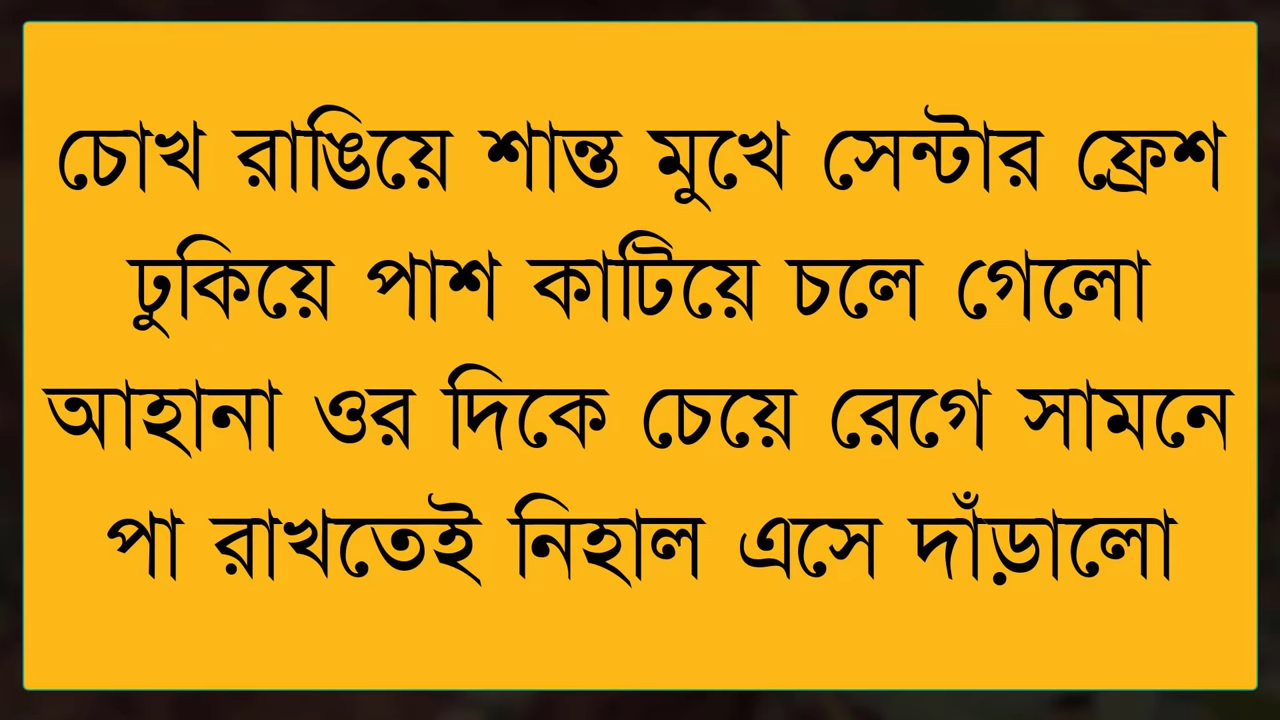 চোখ রাঙিয়ে শান্ত মুখে সেন্টার ফ্রেশ
ঢুকিয়ে পাশ কাটিয়ে চলে গেলো
আহানা ওর দিকে চেয়ে রেগে সামনে
পা রাখতেই নিহাল এসে দাঁড়ালো